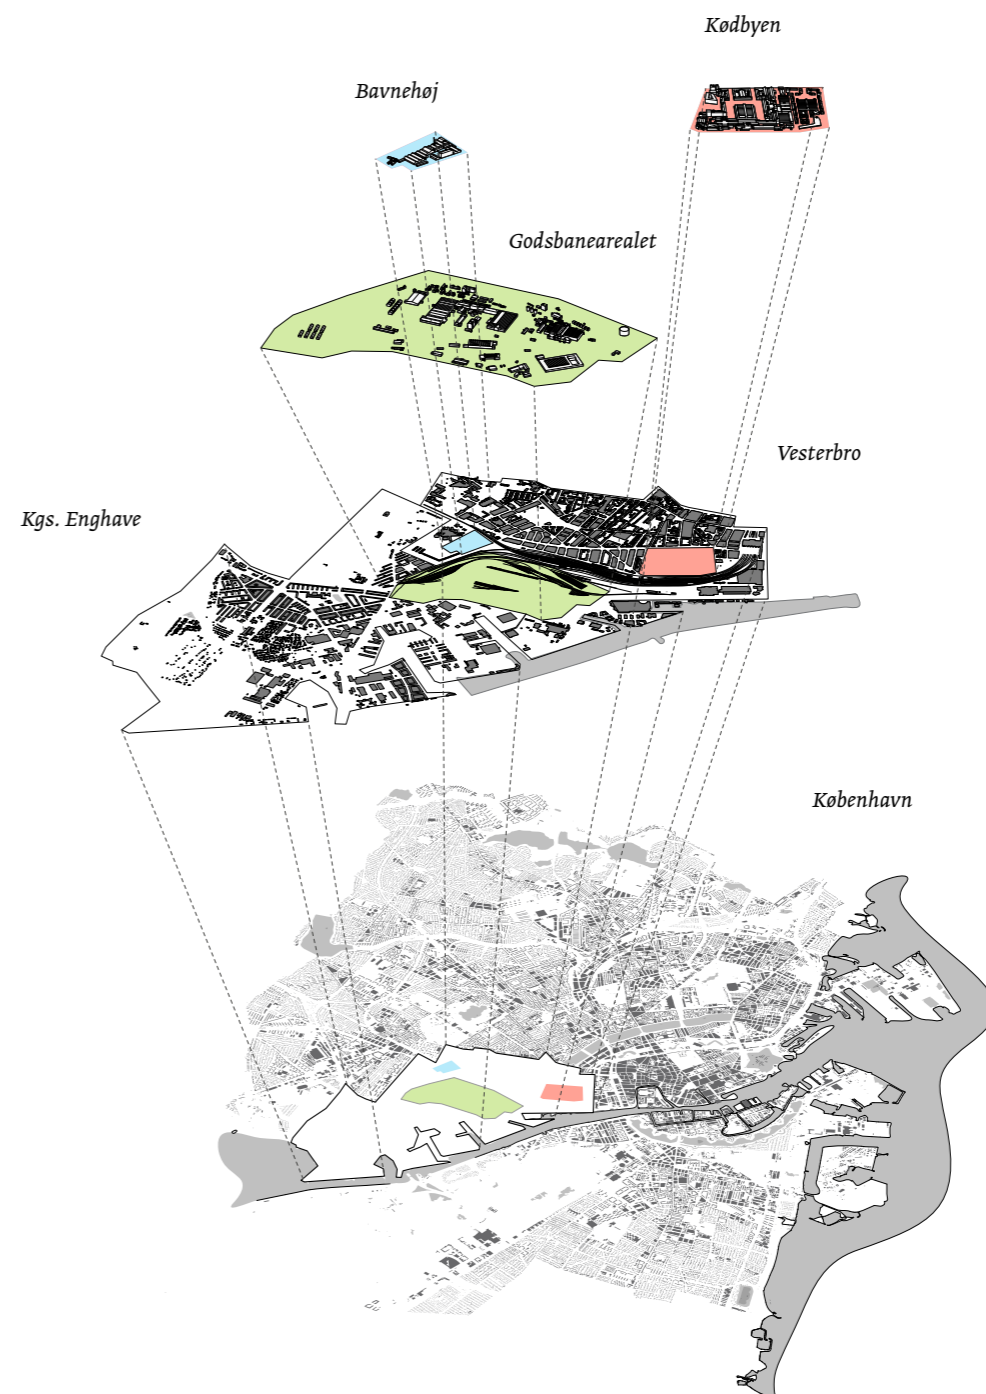 Kødbyen
Bavnehøj
Godsbanearealet
Vesterbro
Kgs. Enghave
København